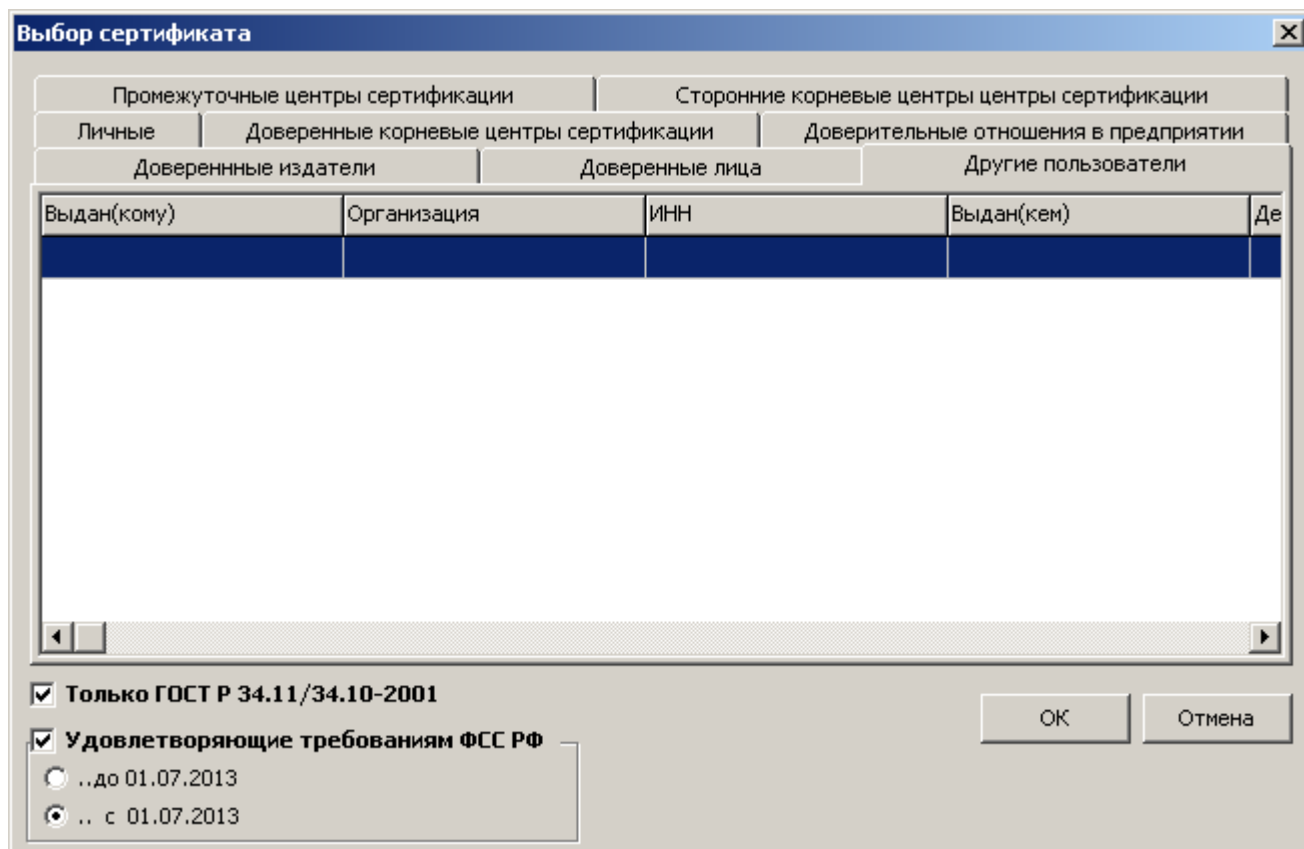 Выбор сертификата
Промежуточные центры сертификации Сторонние корневые центры центры сертификации
Личные Доверенные корневые центры сертификации Доверительные отношения в предприятии
Довереннные издатели Доверенные лица Другие пользователи
Выдан(кому) Организация ИНН Выдан(кем) Де
Только ГОСТ Р 34.11/34.10-2001
ОК Отмена
Удовлетворяющие требованиям ФСС РФ
..до 01.07.2013
.. с 01.07.2013